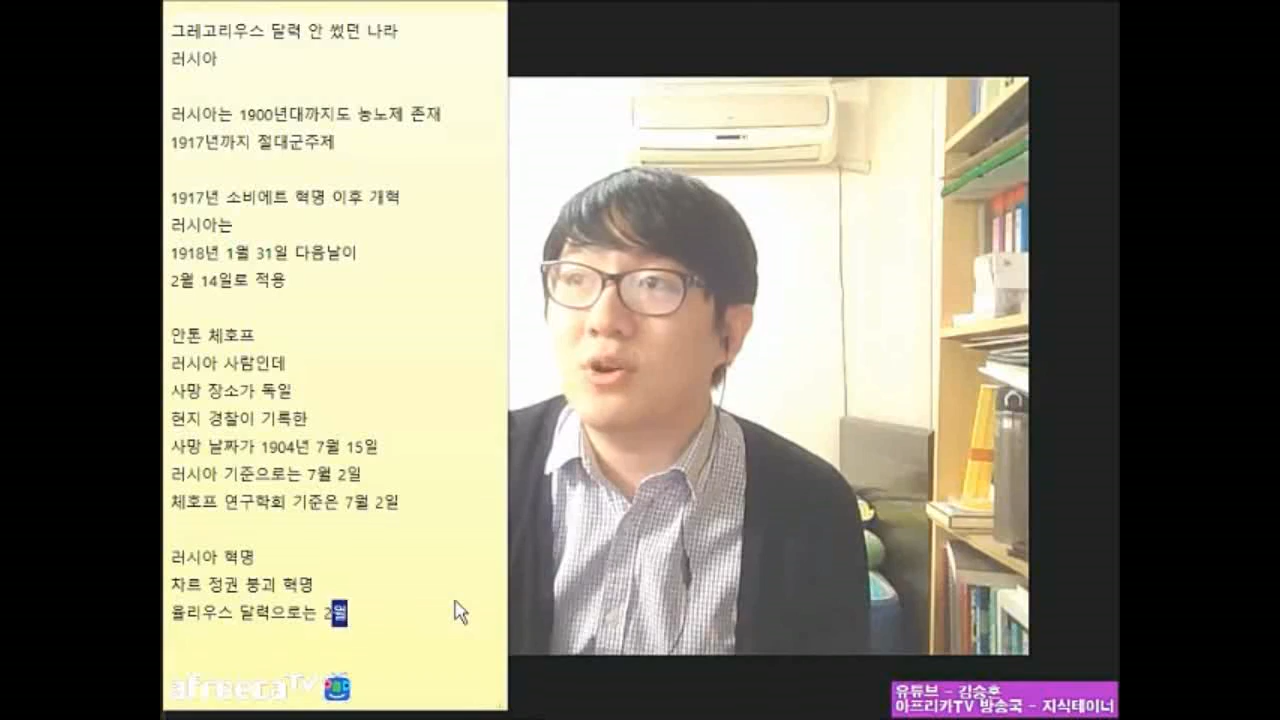 그레고리우스 달력 안 썼던 나라
러시아
러시아는 1900년대까지도 농노제 존재
1917년까지 절대군주제
1917년 소비에트 혁명 이후 개혁
러시아는
1918년 1월 31일 다음날이
2월 14일로 적용
안톤 체호프
러시아 사람인데
사망 장소가 독일
현지 경찰이 기록한
사망 날짜가 1904년 7월 15일
러시아 기준으로는 7월 2일
체호프 연구학회 기준은 7월 2일
러시아 혁명
차르 정권 붕괴 혁명
율리우스 달력으로는 2월
afreecaTV
유튜브 - 김승훈
아프리카TV 방송국 - 지식테이너